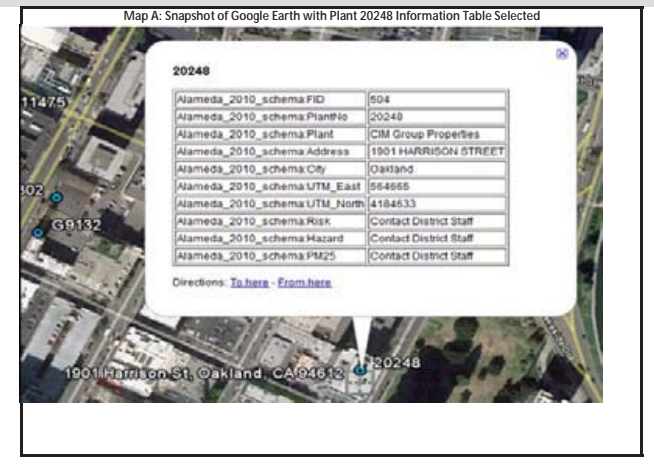 Map A: Snapshot of Google Earth with Plant 20248 Information Table Selected
20248
Alameda_2010_schema:FID 504
Alameda_2010_schema:PlantNo 20248
Alameda_2010_schema:Plant CIM Group Properties
Alameda_2010_schema:Address 1901 HARRISON STREET
Alameda_2010_schema:City Oakland
Alameda_2010_schema:UTM_East 564665
Alameda_2010_schema:UTM_North 4184633
Alameda_2010_schema:Risk Contact District Staff
Alameda_2010_schema:Hazard Contact District Staff
Alameda_2010_schema:PM25 Contact District Staff
Directions: To here - From here
11475
302
G9132
20248
1901 Harrison St, Oakland, CA 94612